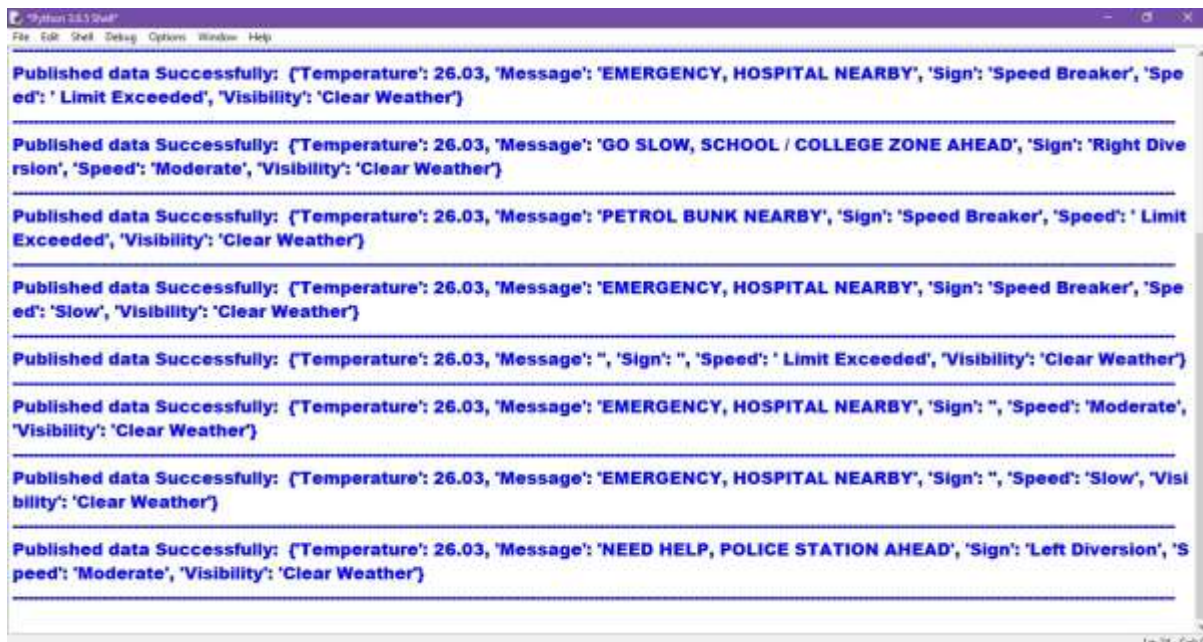 *Python 3.6.5 Shell*
File Edit Shell Debug Options Window Help
Published data Successfully: {'Temperature': 26.03, 'Message': 'EMERGENCY, HOSPITAL NEARBY', 'Sign': 'Speed Breaker', 'Spe
ed': ' Limit Exceeded', 'Visibility': 'Clear Weather'}
Published data Successfully: {'Temperature': 26.03, 'Message': 'GO SLOW, SCHOOL / COLLEGE ZONE AHEAD', 'Sign': 'Right Dive
rsion', 'Speed': 'Moderate', 'Visibility': 'Clear Weather'}
Published data Successfully: {'Temperature': 26.03, 'Message': 'PETROL BUNK NEARBY', 'Sign': 'Speed Breaker', 'Speed': ' Limit
Exceeded', 'Visibility': 'Clear Weather'}
Published data Successfully: {'Temperature': 26.03, 'Message': 'EMERGENCY, HOSPITAL NEARBY', 'Sign': 'Speed Breaker', 'Spe
ed': 'Slow', 'Visibility': 'Clear Weather'}
Published data Successfully: {'Temperature': 26.03, 'Message': '', 'Sign': '', 'Speed': ' Limit Exceeded', 'Visibility': 'Clear Weather'}
Published data Successfully: {'Temperature': 26.03, 'Message': 'EMERGENCY, HOSPITAL NEARBY', 'Sign': '', 'Speed': 'Moderate',
'Visibility': 'Clear Weather'}
Published data Successfully: {'Temperature': 26.03, 'Message': 'EMERGENCY, HOSPITAL NEARBY', 'Sign': '', 'Speed': 'Slow', 'Visi
bility': 'Clear Weather'}
Published data Successfully: {'Temperature': 26.03, 'Message': 'NEED HELP, POLICE STATION AHEAD', 'Sign': 'Left Diversion', 'S
peed': 'Moderate', 'Visibility': 'Clear Weather'}